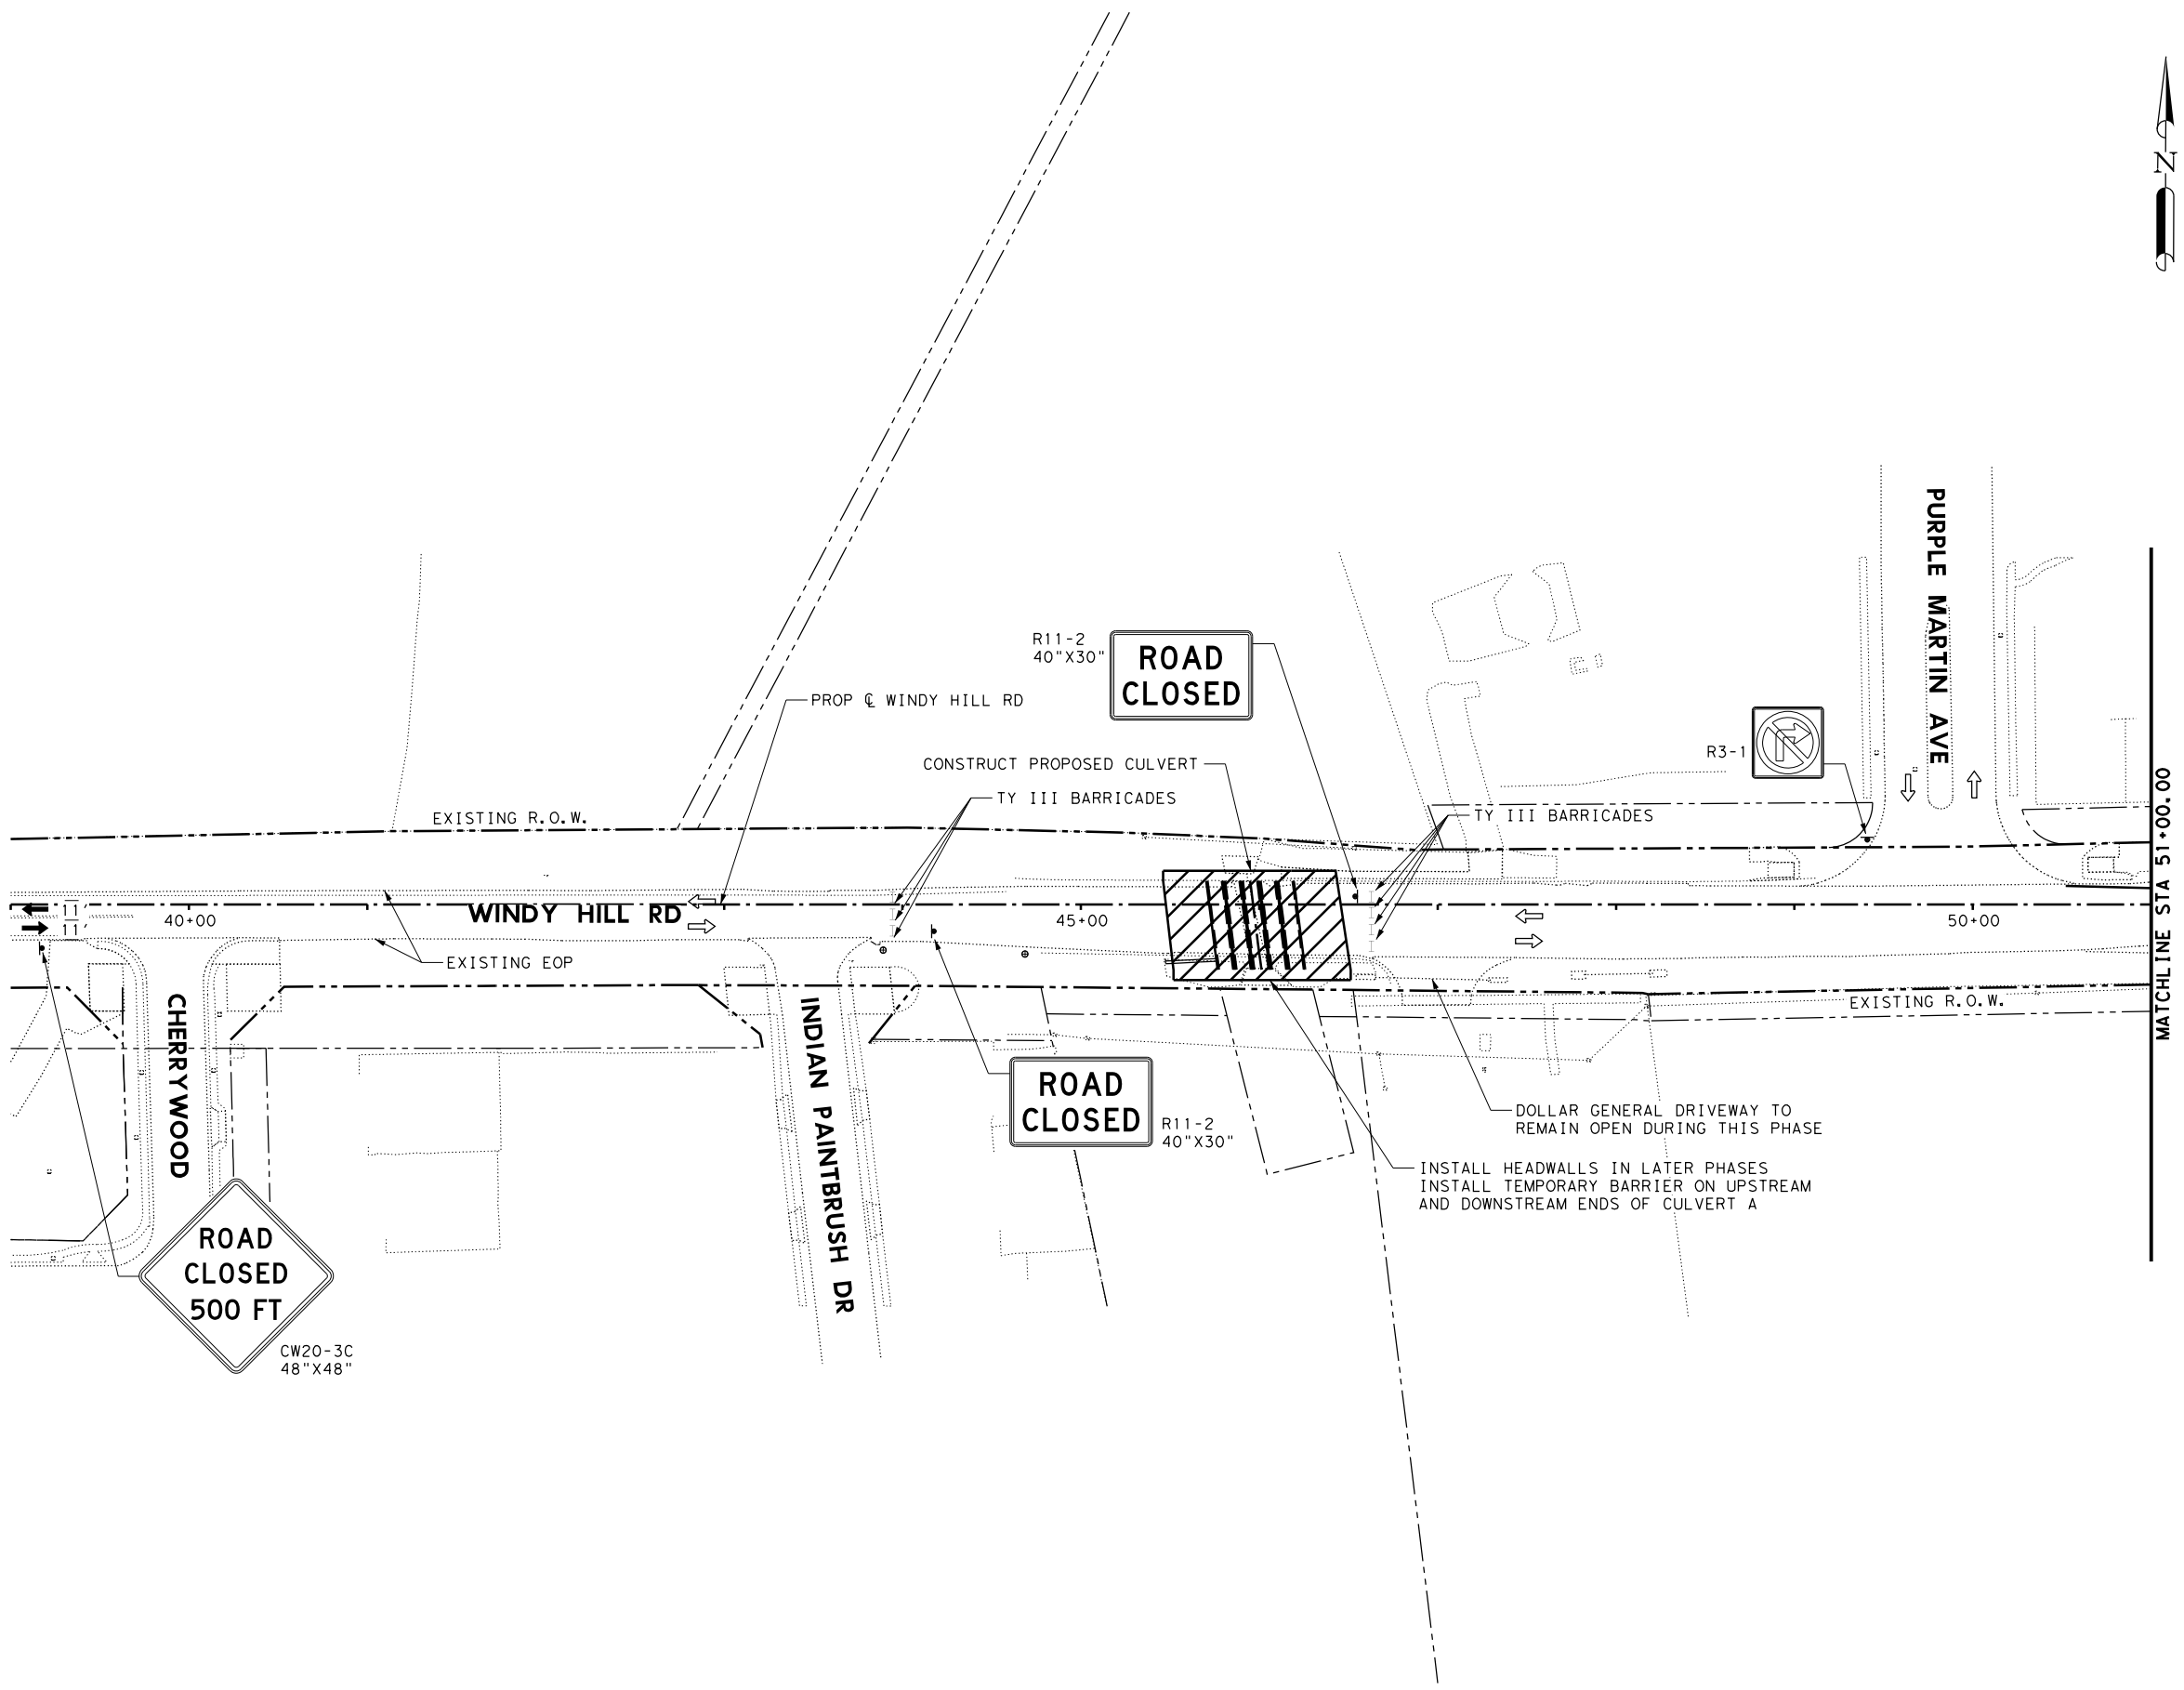 N
PURPLE MARTIN AVE
R11-2
40"X30"
ROAD
CLOSED
PROP ℄ WINDY HILL RD
R3-1
CONSTRUCT PROPOSED CULVERT
TY III BARRICADES
TY III BARRICADES
EXISTING R.O.W.
MATCHLINE STA 51+00.00
11
11
40+00
WINDY HILL RD
45+00
50+00
EXISTING EOP
EXISTING R.O.W.
CHERRYWOOD
INDIAN PAINTBRUSH DR
ROAD
CLOSED
R11-2
40"X30"
DOLLAR GENERAL DRIVEWAY TO
REMAIN OPEN DURING THIS PHASE
INSTALL HEADWALLS IN LATER PHASES
INSTALL TEMPORARY BARRIER ON UPSTREAM
AND DOWNSTREAM ENDS OF CULVERT A
ROAD
CLOSED
500 FT
CW20-3C
48"X48"